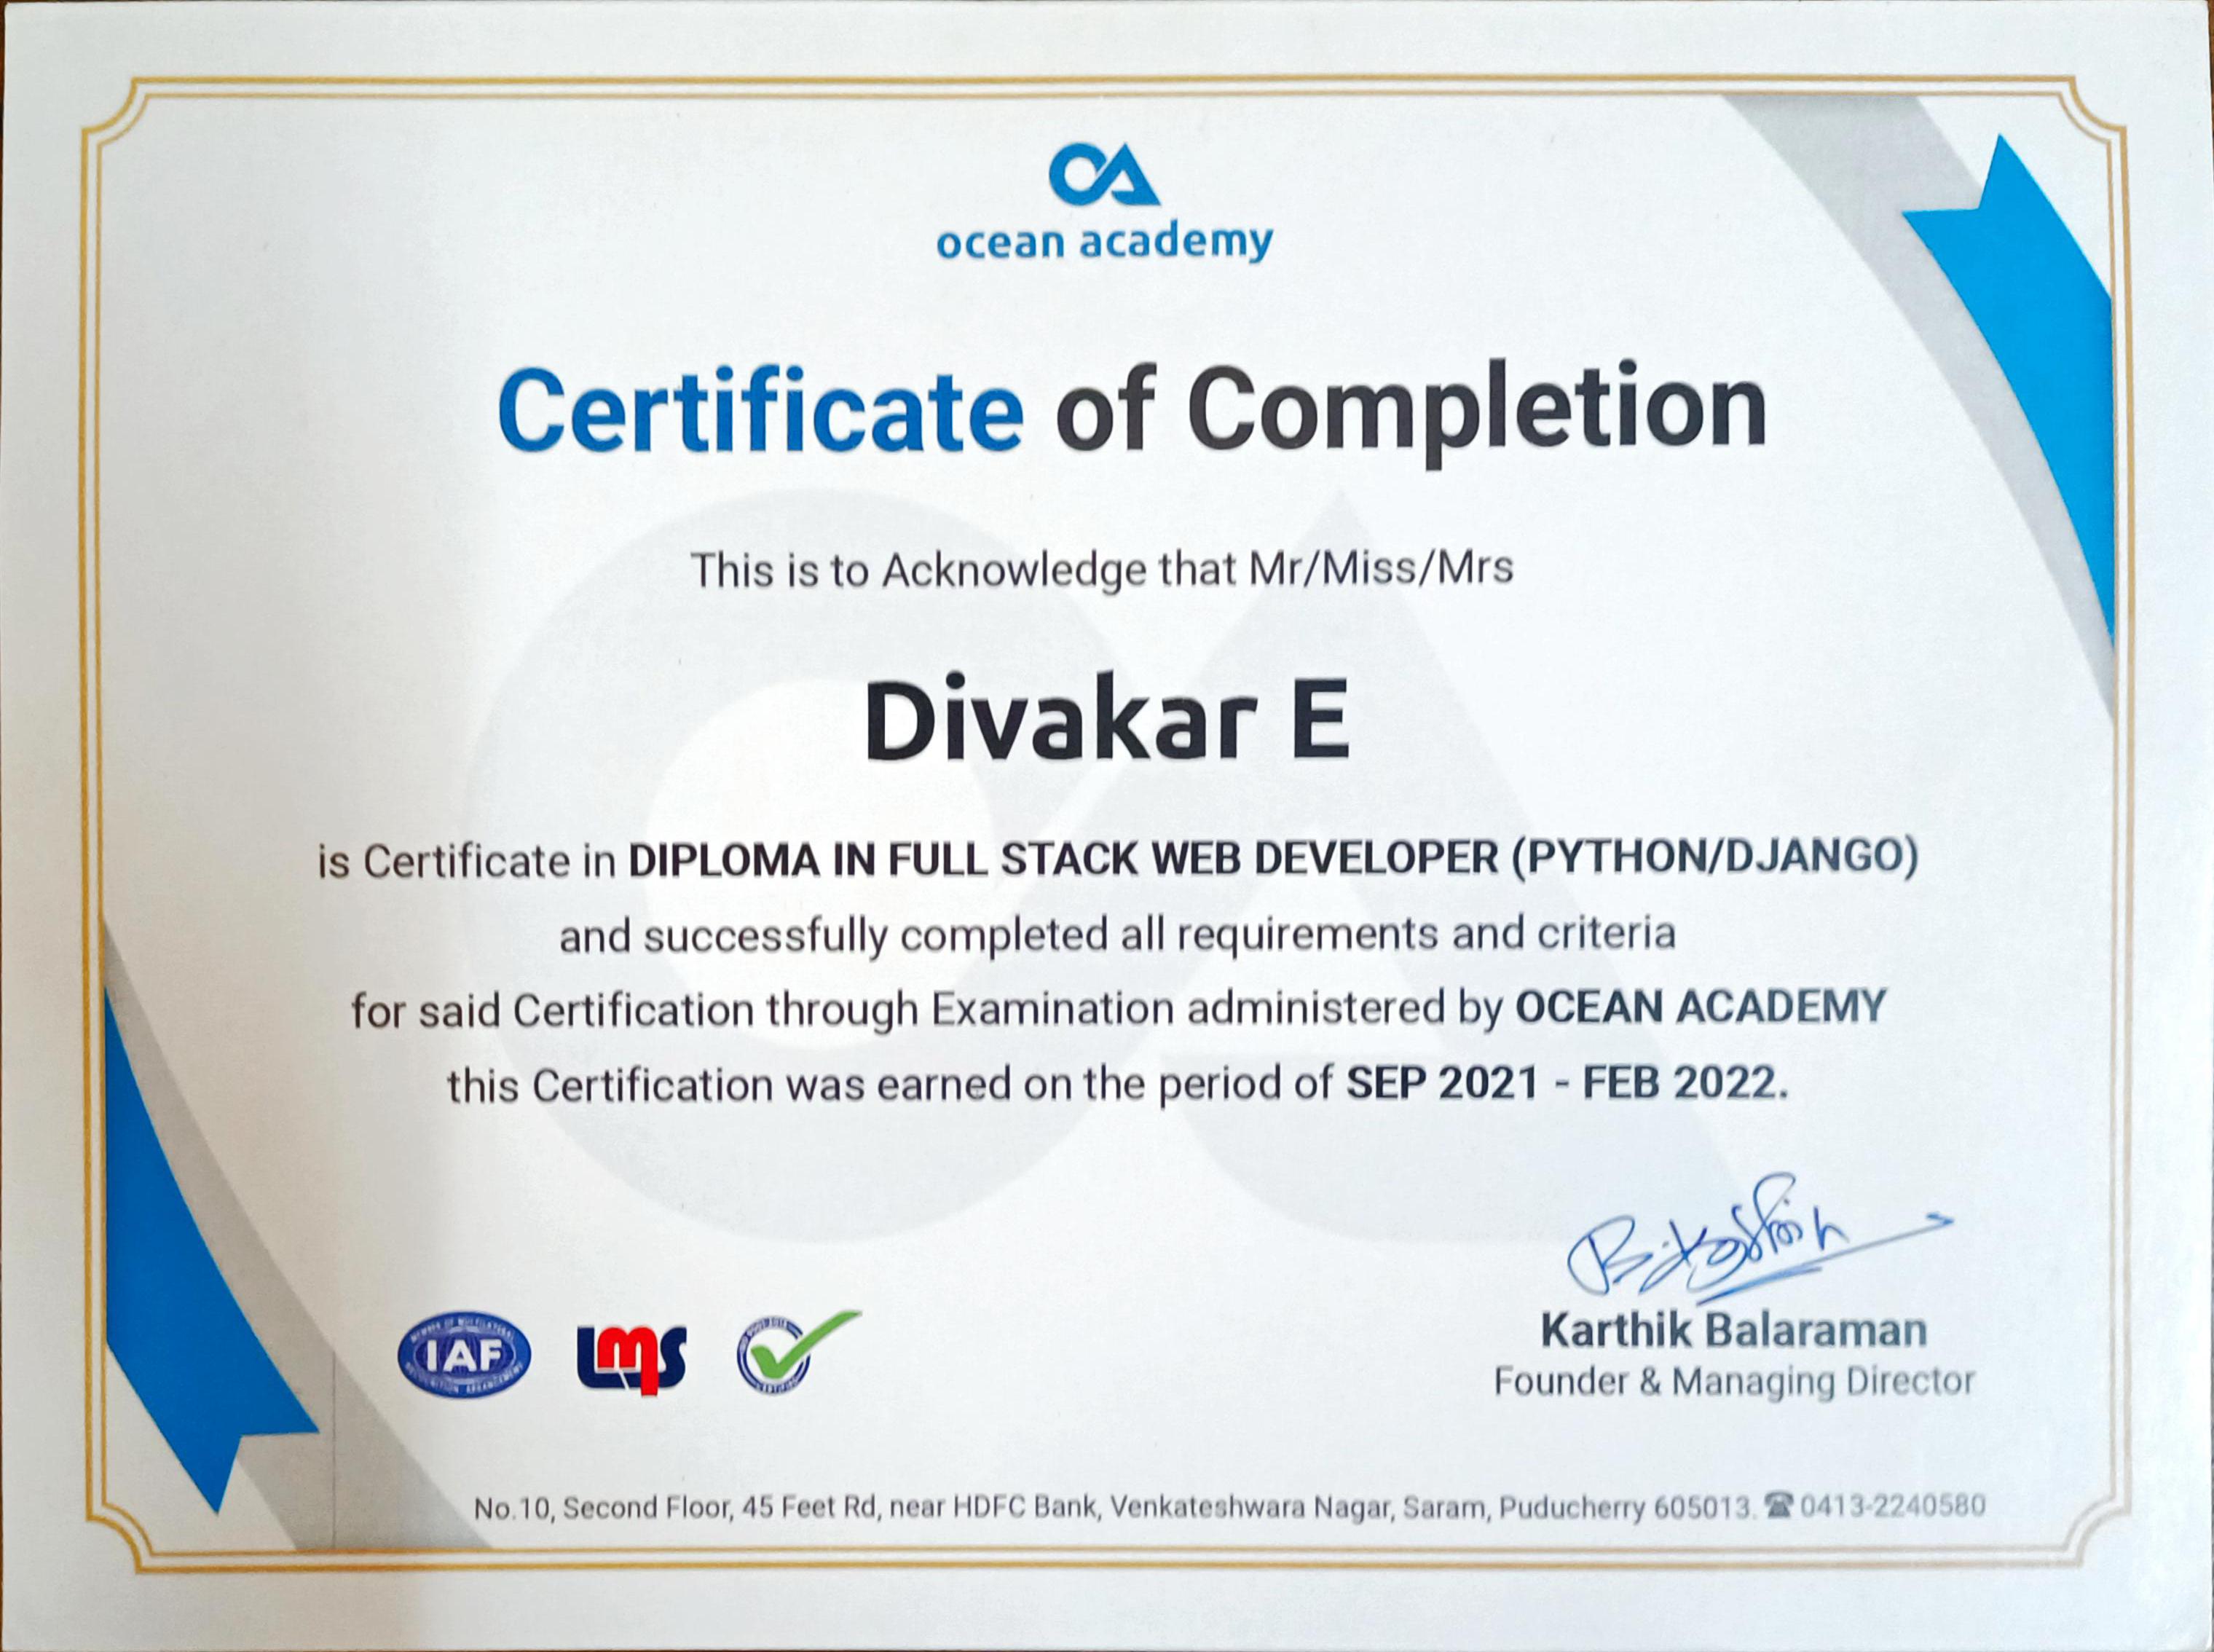 OA
ocean academy
Certificate of Completion
This is to Acknowledge that Mr/Miss/Mrs
Divakar E
is Certificate in DIPLOMA IN FULL STACK WEB DEVELOPER (PYTHON/DJANGO)
and successfully completed all requirements and criteria
for said Certification through Examination administered by OCEAN ACADEMY
this Certification was earned on the period of SEP 2021 - FEB 2022.
B. Karthik
Karthik Balaraman
Founder & Managing Director
IAF
LMS
No.10, Second Floor, 45 Feet Rd, near HDFC Bank, Venkateshwara Nagar, Saram, Puducherry 605013. ☎ 0413-2240580